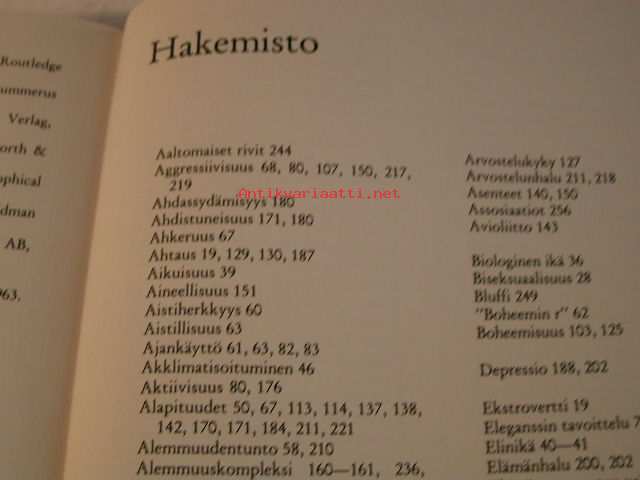 Routledge
ummerus
Verlag,
orth &
ophical
dman
AB,
963.
Hakemisto
Aaltomaiset rivit 244
Aggressiivisuus 68, 80, 107, 150, 217,
219
Antikvariaatti.net
Ahdassydämisyys 180
Ahdistuneisuus 171, 180
Ahkeruus 67
Ahtaus 19, 129, 130, 187
Aikuisuus 39
Aineellisuus 151
Aistiherkkyys 60
Aistillisuus 63
Ajankäyttö 61, 63, 82, 83
Akklimatisoituminen 46
Aktiivisuus 80, 176
Alapituudet 50, 67, 113, 114, 137, 138,
142, 170, 171, 184, 211, 221
Alemmuudentunto 58, 210
Alemmuuskompleksi 160—161, 236,
Arvostelukyky 127
Arvostelunhalu 211, 218
Asenteet 140, 150
Assosiaatiot 256
Avioliitto 143
Biologinen ikä 36
Biseksuaalisuus 28
Bluffi 249
"Boheemin r" 62
Boheemisuus 103, 125
Depressio 188, 202
Ekstrovertti 19
Eleganssin tavoittelu 7
Elinikä 40—41
Elämänhalu 200, 202